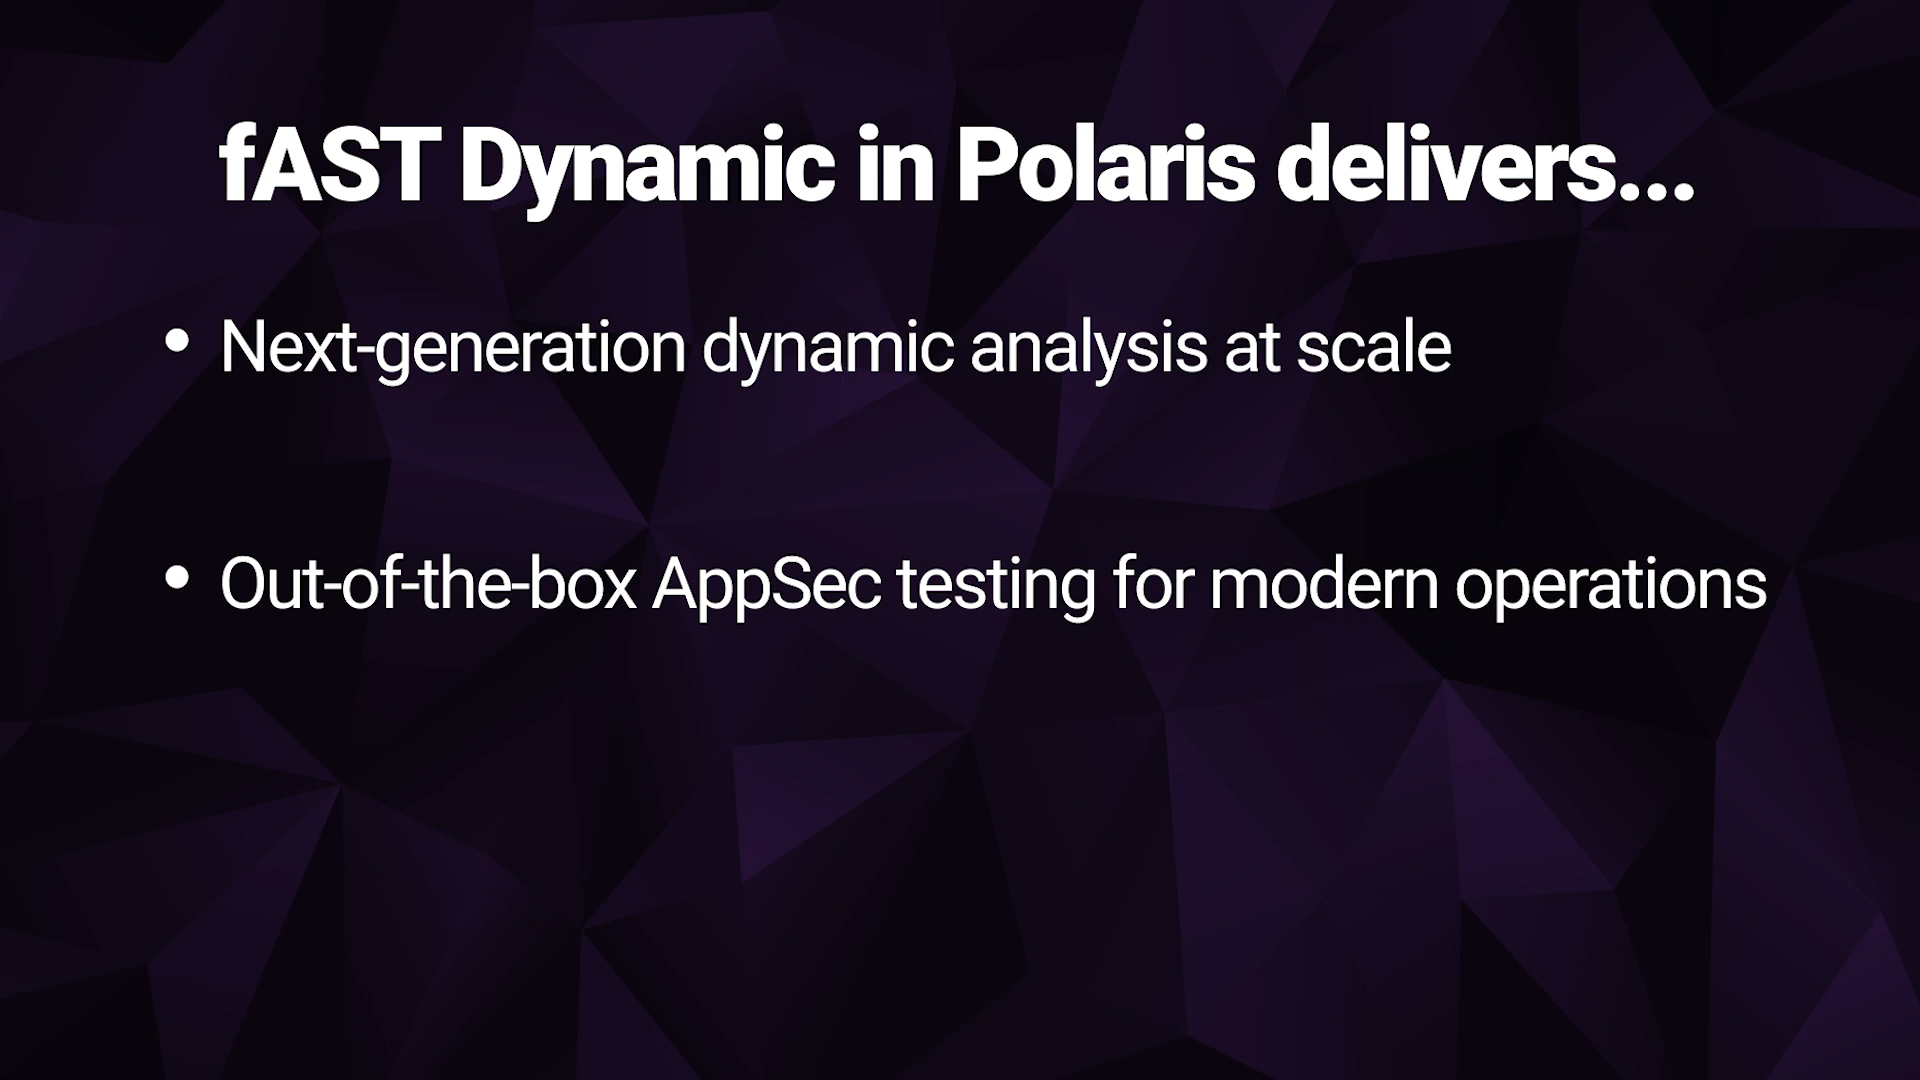 fAST Dynamic in Polaris delivers...
• Next-generation dynamic analysis at scale
• Out-of-the-box AppSec testing for modern operations